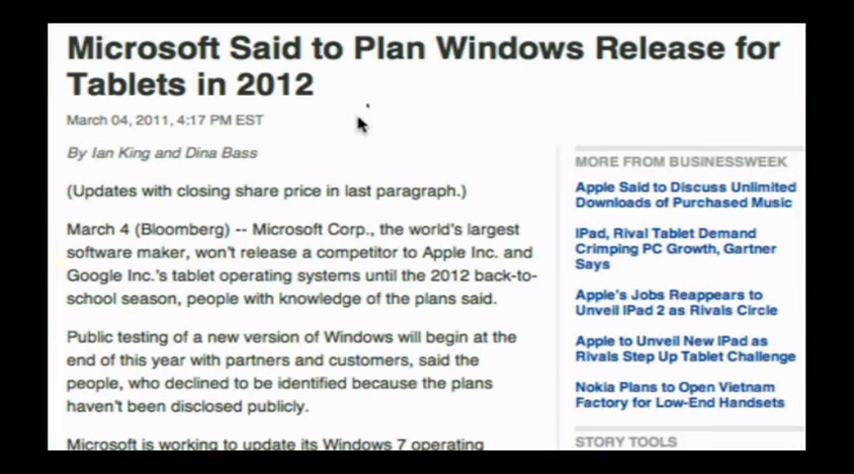 Microsoft Said to Plan Windows Release for
Tablets in 2012
March 04, 2011, 4:17 PM EST
By Ian King and Dina Bass
(Updates with closing share price in last paragraph.)
March 4 (Bloomberg) -- Microsoft Corp., the world's largest
software maker, won't release a competitor to Apple Inc. and
Google Inc.'s tablet operating systems until the 2012 back-to-
school season, people with knowledge of the plans said.
Public testing of a new version of Windows will begin at the
end of this year with partners and customers, said the
people, who declined to be identified because the plans
haven't been disclosed publicly.
Microsoft is working to update its Windows 7 operating
MORE FROM BUSINESSWEEK
Apple Said to Discuss Unlimited
Downloads of Purchased Music
IPad, Rival Tablet Demand
Crimping PC Growth, Gartner
Says
Apple's Jobs Reappears to
Unveil IPad 2 as Rivals Circle
Apple to Unveil New IPad as
Rivals Step Up Tablet Challenge
Nokia Plans to Open Vietnam
Factory for Low-End Handsets
STORY TOOLS